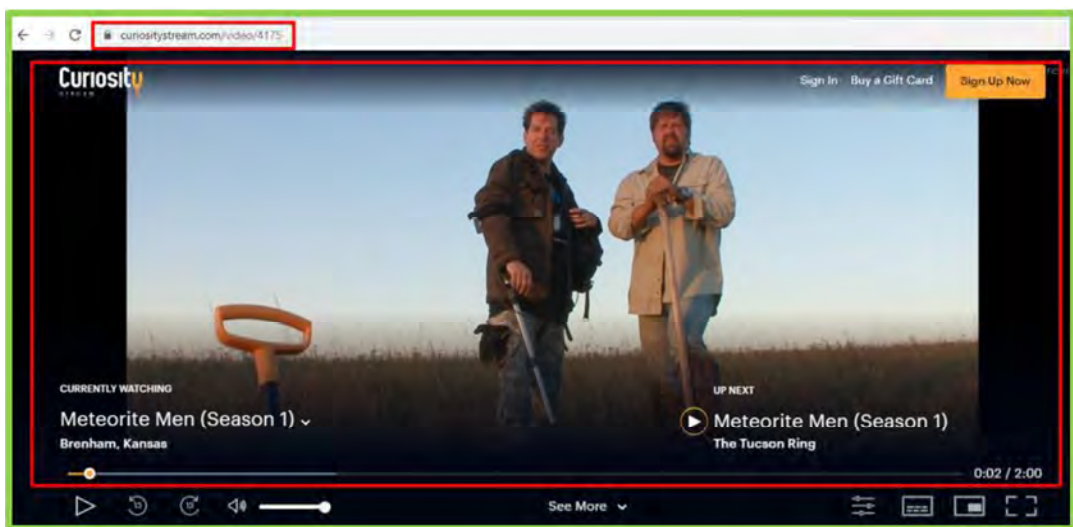 curiositystream.com/video/4175-
Curiosity
STREAM
Sign In Buy a Gift Card Sign Up Now
CURRENTLY WATCHING
Meteorite Men (Season 1)
Brenham, Kansas
UP NEXT
Meteorite Men (Season 1)
The Tucson Ring
0:02 / 2:00
See More